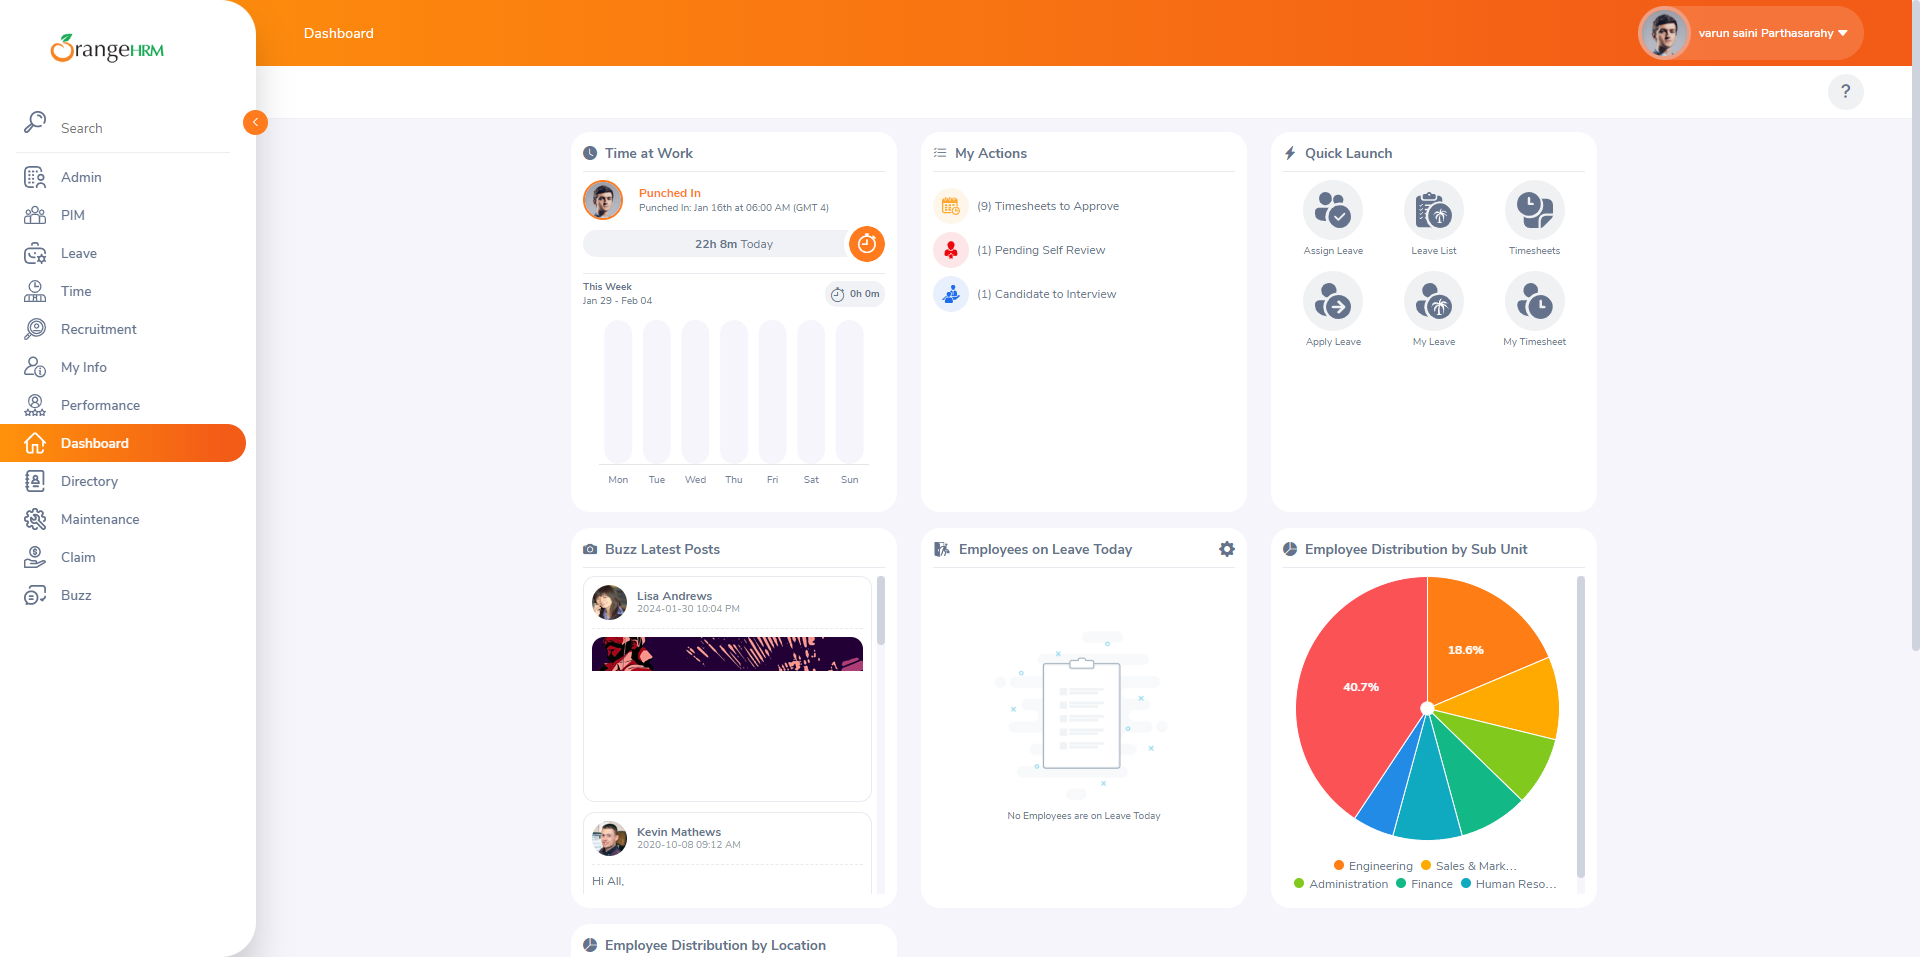 OrangeHRM
Dashboard
varun saini Parthasarahy
?
Search
Admin
PIM
Leave
Time
Recruitment
My Info
Performance
Dashboard
Directory
Maintenance
Claim
Buzz
Time at Work
Punched In
Punched In: Jan 16th at 06:00 AM (GMT 4)
22h 8m Today
This Week
Jan 29 - Feb 04
0h 0m
Mon Tue Wed Thu Fri Sat Sun
My Actions
(9) Timesheets to Approve
(1) Pending Self Review
(1) Candidate to Interview
Quick Launch
Assign Leave Leave List Timesheets
Apply Leave My Leave My Timesheet
Buzz Latest Posts
Lisa Andrews
2024-01-30 10:04 PM
Kevin Mathews
2020-10-08 09:12 AM
Hi All,
Employees on Leave Today
No Employees are on Leave Today
Employee Distribution by Sub Unit
18.6%
40.7%
Engineering Sales & Mark...
Administration Finance Human Reso...
Employee Distribution by Location